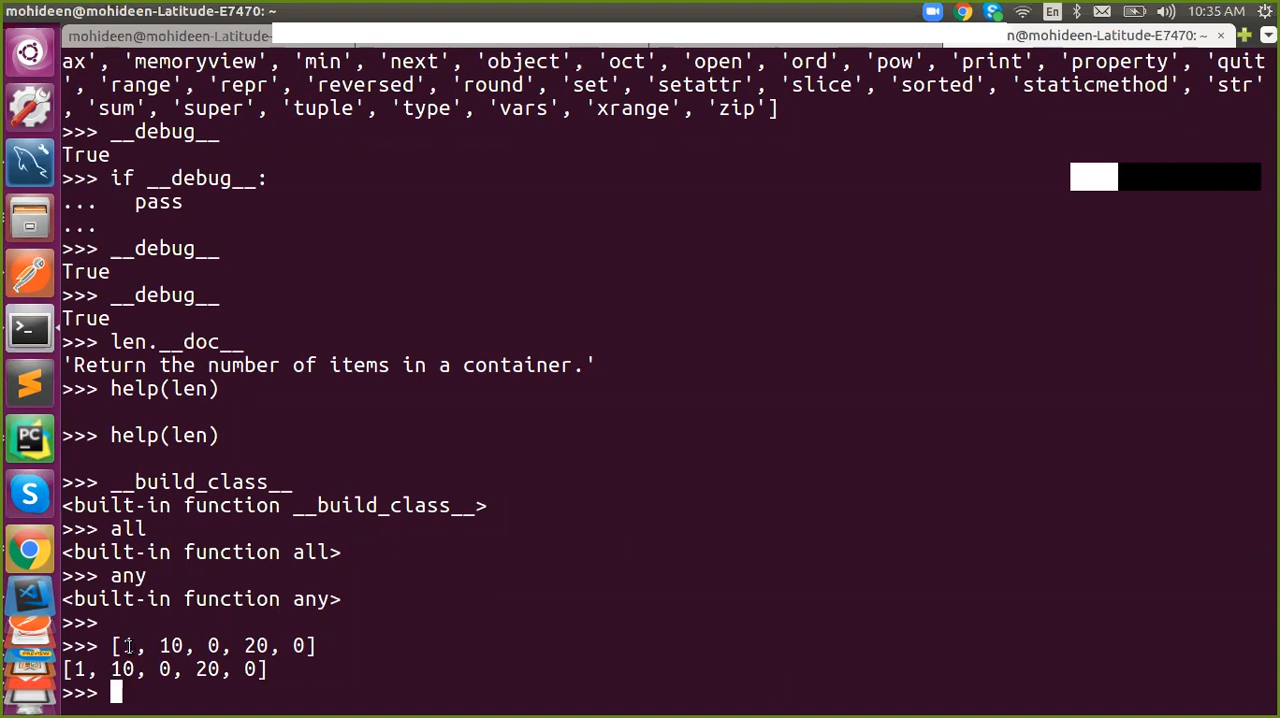 mohideen@mohideen-Latitude-E7470: ~
En
10:35 AM
mohideen@mohideen-Latitude-
n@mohideen-Latitude-E7470: ~ ×
ax', 'memoryview', 'min', 'next', 'object', 'oct', 'open', 'ord', 'pow', 'print', 'property', 'quit
', 'range', 'repr', 'reversed', 'round', 'set', 'setattr', 'slice', 'sorted', 'staticmethod', 'str'
, 'sum', 'super', 'tuple', 'type', 'vars', 'xrange', 'zip']
>>> __debug__
True
>>> if __debug__:
...   pass
...
>>> __debug__
True
>>> __debug__
True
>>> len.__doc__
'Return the number of items in a container.'
>>> help(len)
>>> help(len)
>>> __build_class__
<built-in function __build_class__>
>>> all
<built-in function all>
>>> any
<built-in function any>
>>>
>>> [1, 10, 0, 20, 0]
[1, 10, 0, 20, 0]
>>>
PC
S